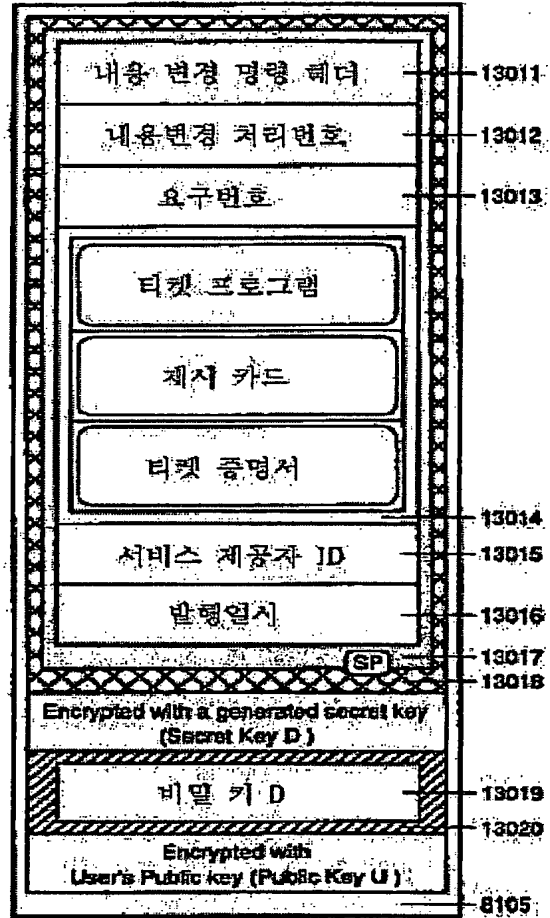 내용 변경 명령 헤더 13011
내용변경 처리번호 13012
요구번호 13013
티켓 프로그램
제시 카드
티켓 증명서
13014
서비스 제공자 ID 13015
발행일시 13016
SP 13017
13018
Encrypted with a generated secret key
(Secret Key D )
비밀 키 D 13019
13020
Encrypted with
User's Public key (Public Key U )
8105